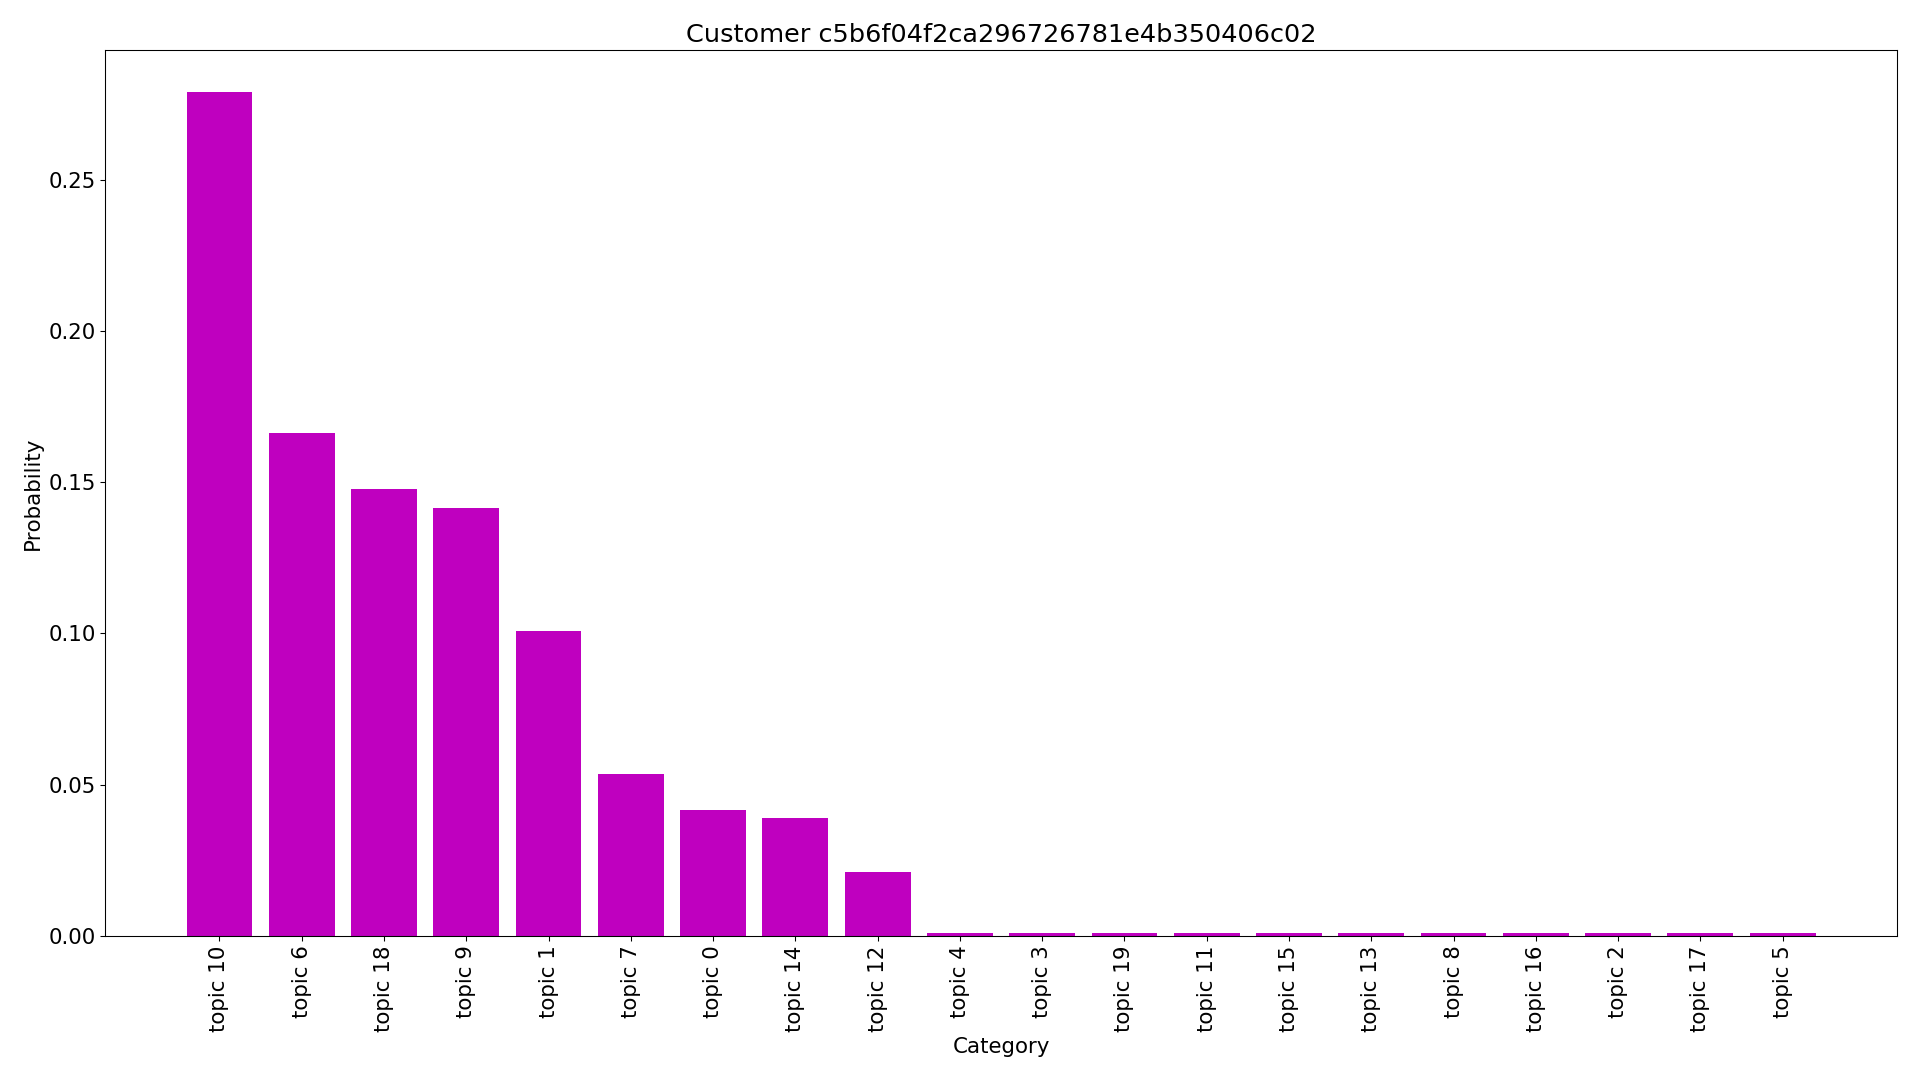 Customer c5b6f04f2ca296726781e4b350406c02
Probability
0.25
0.20
0.15
0.10
0.05
0.00
topic 10
topic 6
topic 18
topic 9
topic 1
topic 7
topic 0
topic 14
topic 12
topic 4
topic 3
topic 19
topic 11
topic 15
topic 13
topic 8
topic 16
topic 2
topic 17
topic 5
Category